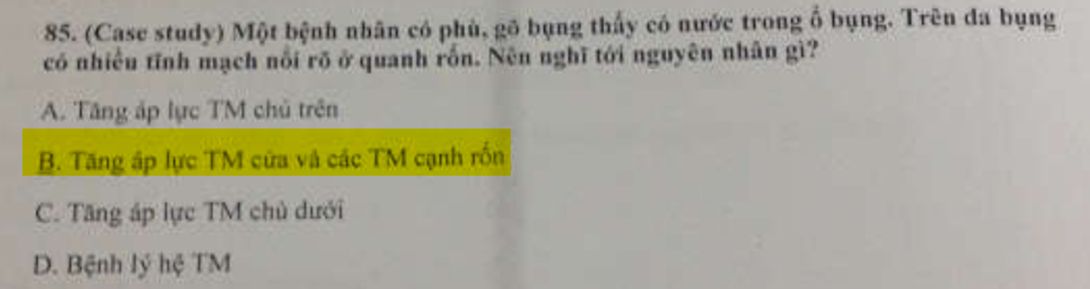 85. (Case study) Một bệnh nhân có phù, gõ bụng thấy có nước trong ổ bụng. Trên da bụng
có nhiều tĩnh mạch nổi rõ ở quanh rốn. Nên nghĩ tới nguyên nhân gì?
A. Tăng áp lực TM chủ trên
B. Tăng áp lực TM cửa và các TM cạnh rốn
C. Tăng áp lực TM chủ dưới
D. Bệnh lý hệ TM